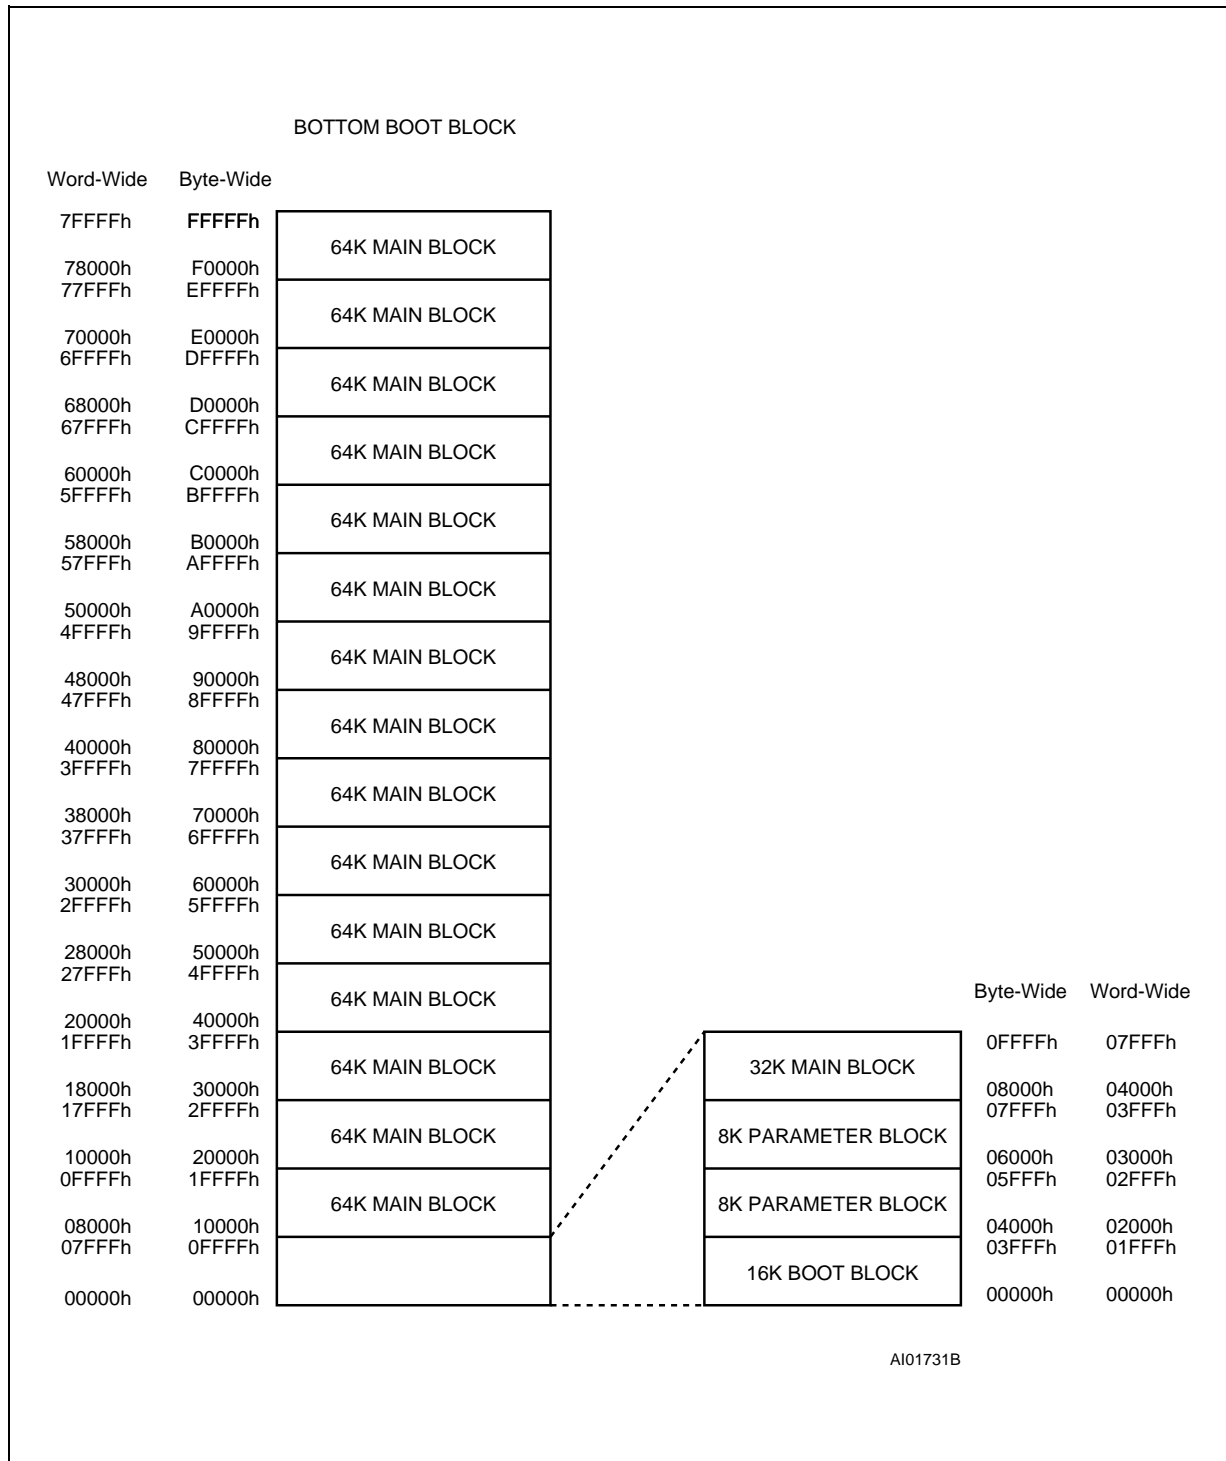 BOTTOM BOOT BLOCK
Word-Wide Byte-Wide
7FFFFh FFFFFh
64K MAIN BLOCK
78000h F0000h
77FFFh EFFFFh
64K MAIN BLOCK
70000h E0000h
6FFFFh DFFFFh
64K MAIN BLOCK
68000h D0000h
67FFFh CFFFFh
64K MAIN BLOCK
60000h C0000h
5FFFFh BFFFFh
64K MAIN BLOCK
58000h B0000h
57FFFh AFFFFh
64K MAIN BLOCK
50000h A0000h
4FFFFh 9FFFFh
64K MAIN BLOCK
48000h 90000h
47FFFh 8FFFFh
64K MAIN BLOCK
40000h 80000h
3FFFFh 7FFFFh
64K MAIN BLOCK
38000h 70000h
37FFFh 6FFFFh
64K MAIN BLOCK
30000h 60000h
2FFFFh 5FFFFh
64K MAIN BLOCK
28000h 50000h
27FFFh 4FFFFh
64K MAIN BLOCK
20000h 40000h
1FFFFh 3FFFFh
64K MAIN BLOCK
18000h 30000h
17FFFh 2FFFFh
64K MAIN BLOCK
10000h 20000h
0FFFFh 1FFFFh
64K MAIN BLOCK
08000h 10000h
07FFFh 0FFFFh
00000h 00000h
Byte-Wide Word-Wide
0FFFFh 07FFFh
32K MAIN BLOCK
08000h 04000h
07FFFh 03FFFh
8K PARAMETER BLOCK
06000h 03000h
05FFFh 02FFFh
8K PARAMETER BLOCK
04000h 02000h
03FFFh 01FFFh
16K BOOT BLOCK
00000h 00000h
AI01731B